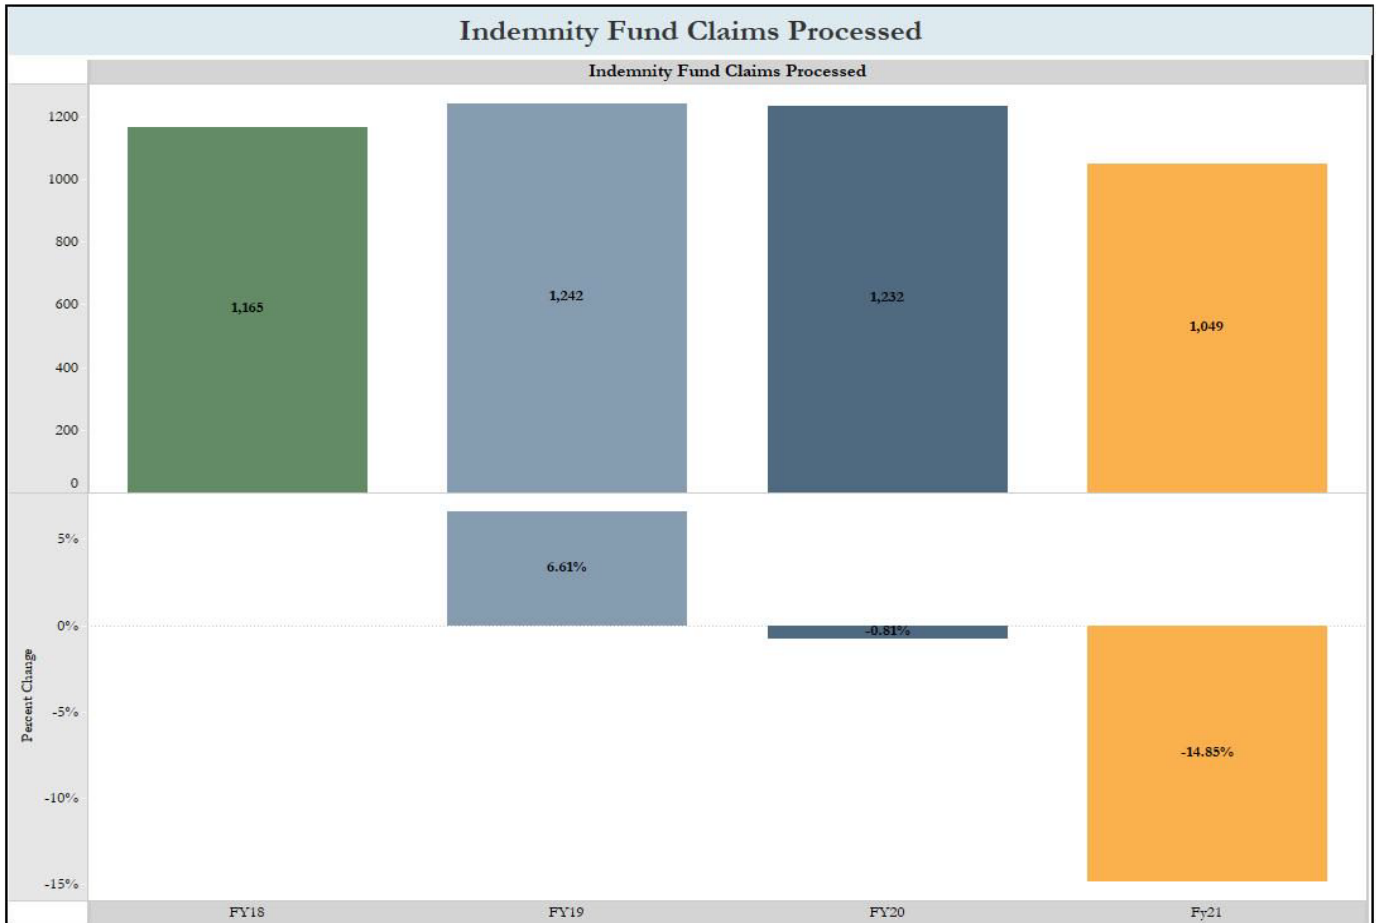 Indemnity Fund Claims Processed
Indemnity Fund Claims Processed
1200
1000
800
600
400
200
0
1,165
1,242
1,232
1,049
Percent Change
5%
0%
-5%
-10%
-15%
6.61%
-0.81%
-14.85%
FY18
FY19
FY20
Fy21